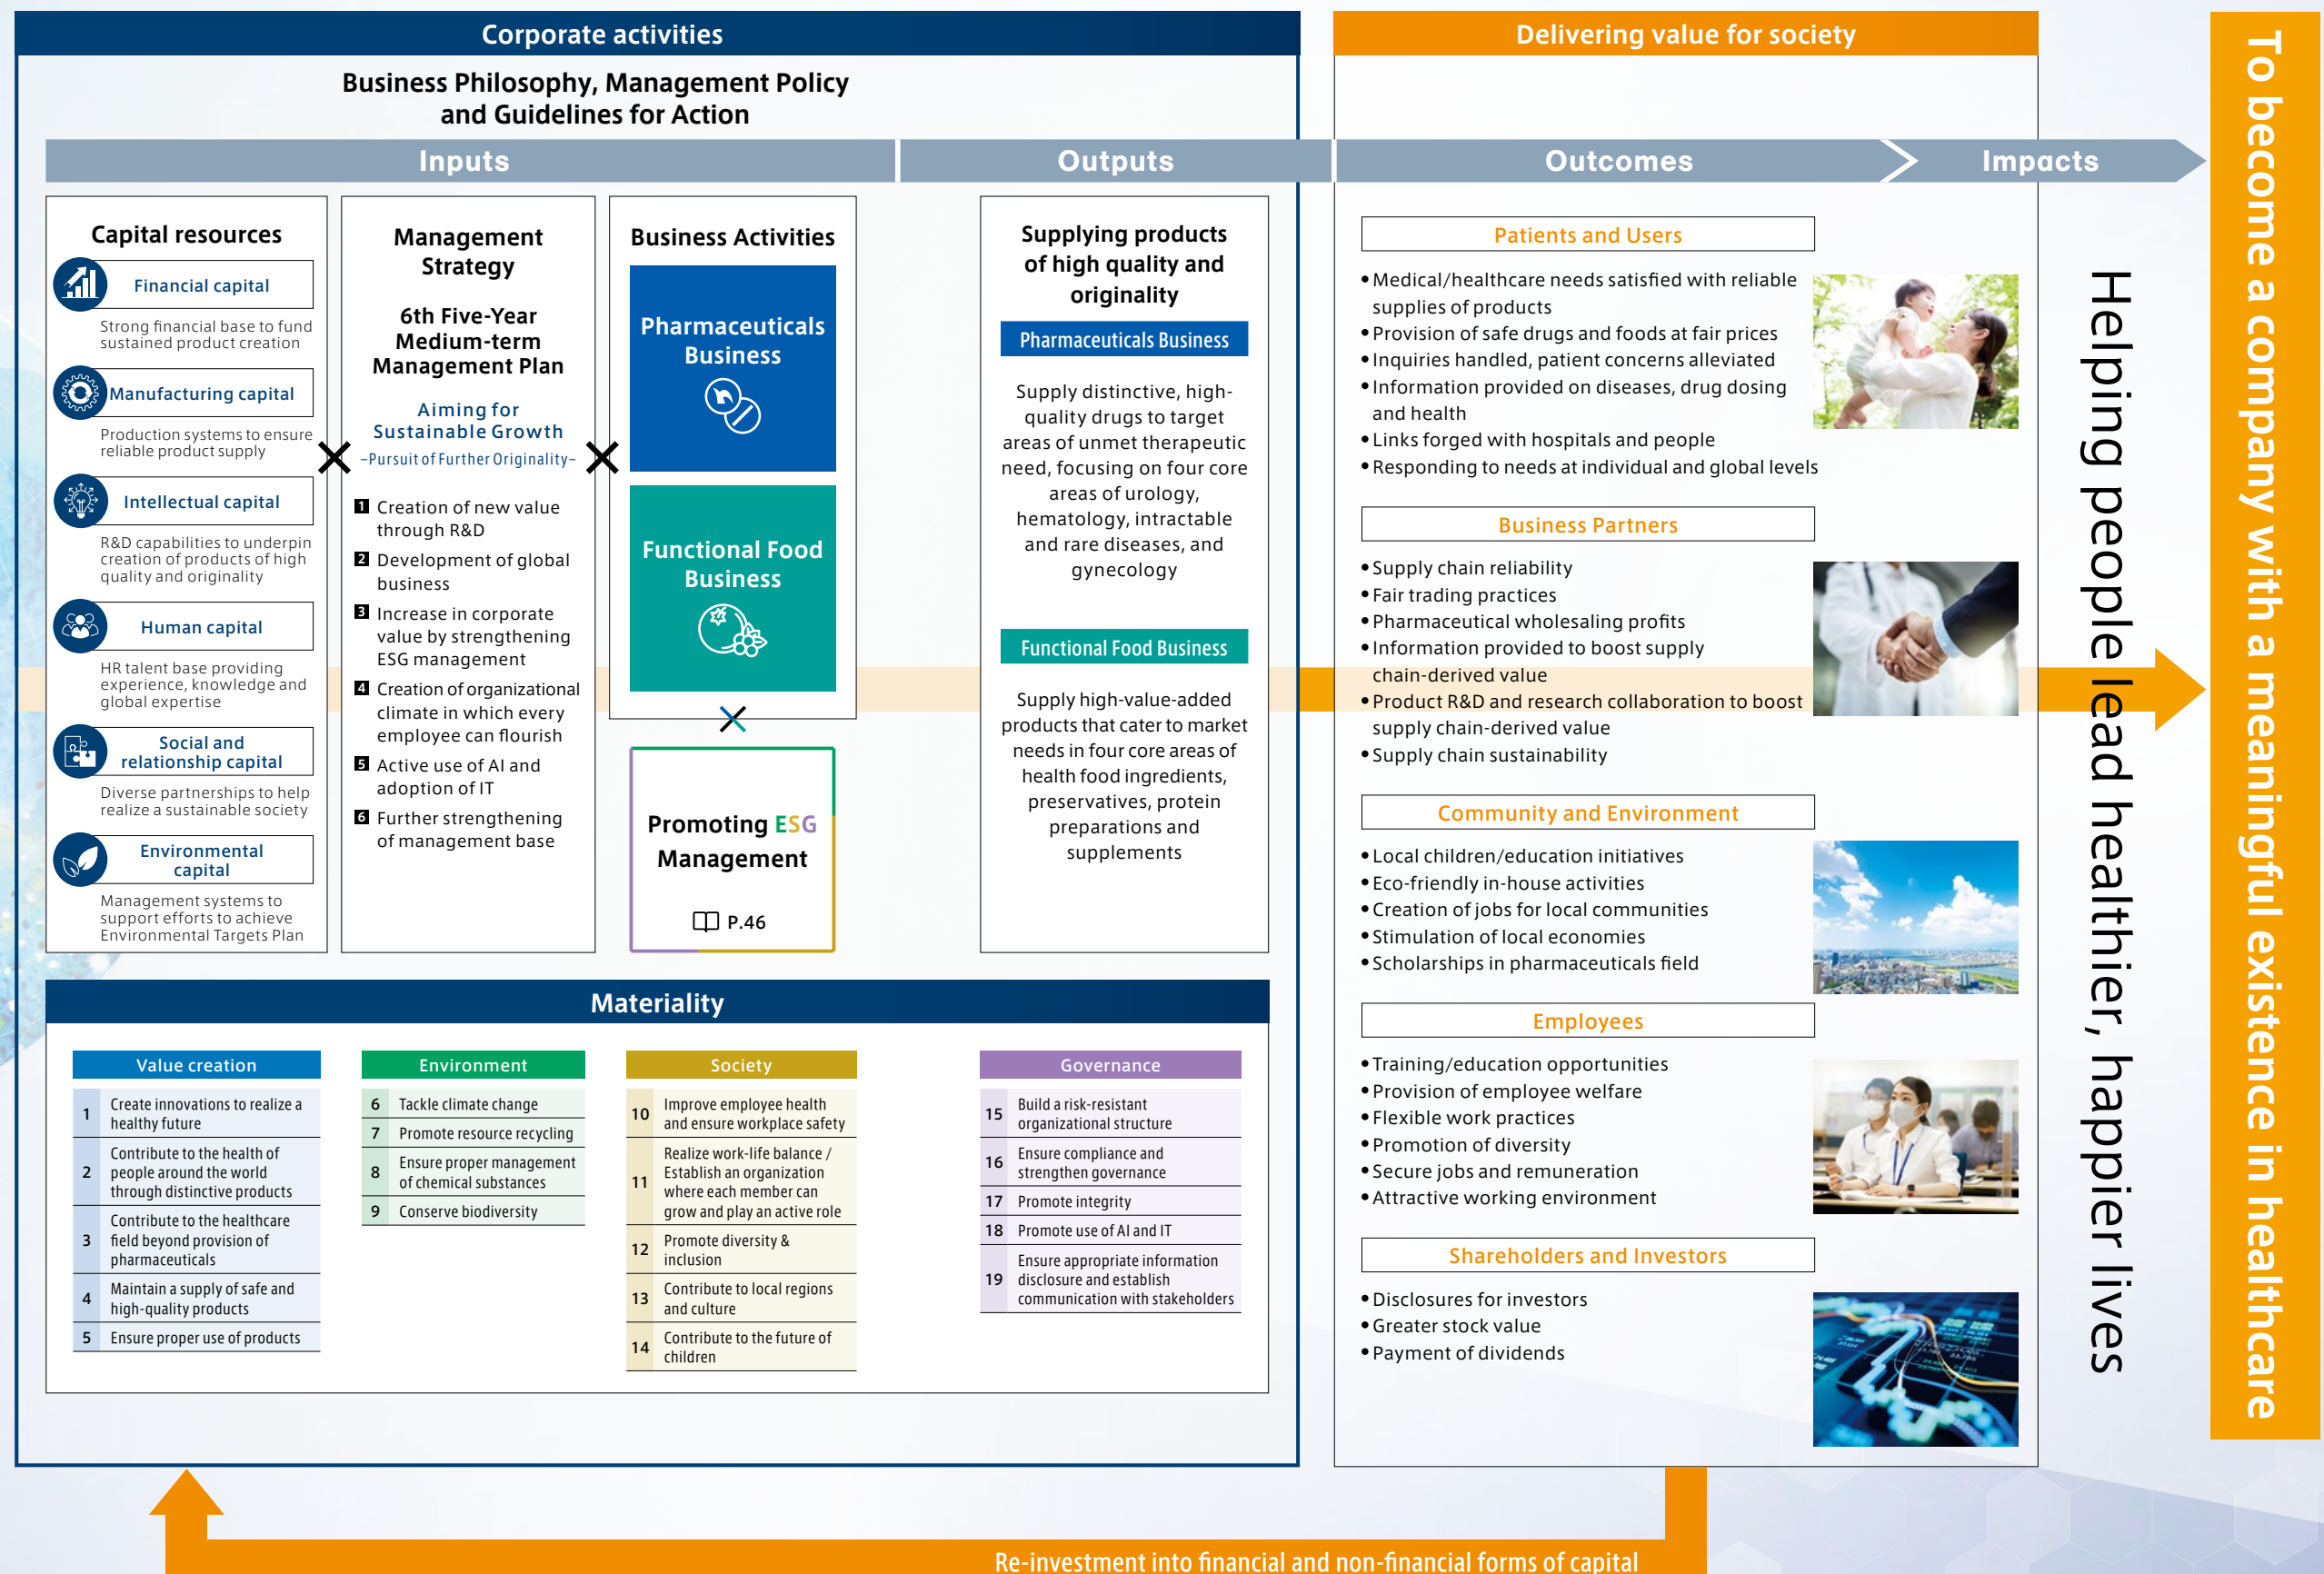 Corporate activities
Business Philosophy, Management Policy
and Guidelines for Action
Inputs
Outputs
Capital resources
Financial capital
Strong financial base to fund
sustained product creation
Manufacturing capital
Production systems to ensure
reliable product supply
Intellectual capital
R&D capabilities to underpin
creation of products of high
quality and originality
Human capital
HR talent base providing
experience, knowledge and
global expertise
Social and
relationship capital
Diverse partnerships to help
realize a sustainable society
Environmental
capital
Management systems to
support efforts to achieve
Environmental Targets Plan
Management
Strategy
6th Five-Year
Medium-term
Management Plan
Aiming for
Sustainable Growth
–Pursuit of Further Originality–
1 Creation of new value
through R&D
2 Development of global
business
3 Increase in corporate
value by strengthening
ESG management
4 Creation of organizational
climate in which every
employee can flourish
5 Active use of AI and
adoption of IT
6 Further strengthening
of management base
Business Activities
Pharmaceuticals
Business
Functional Food
Business
Promoting ESG
Management
P.46
Supplying products
of high quality and
originality
Pharmaceuticals Business
Supply distinctive, high-
quality drugs to target
areas of unmet therapeutic
need, focusing on four core
areas of urology,
hematology, intractable
and rare diseases, and
gynecology
Functional Food Business
Supply high-value-added
products that cater to market
needs in four core areas of
health food ingredients,
preservatives, protein
preparations and
supplements
Materiality
Value creation
1 Create innovations to realize a
healthy future
2 Contribute to the health of
people around the world
through distinctive products
3 Contribute to the healthcare
field beyond provision of
pharmaceuticals
4 Maintain a supply of safe and
high-quality products
5 Ensure proper use of products
Environment
6 Tackle climate change
7 Promote resource recycling
8 Ensure proper management
of chemical substances
9 Conserve biodiversity
Society
10 Improve employee health
and ensure workplace safety
11 Realize work-life balance /
Establish an organization
where each member can
grow and play an active role
12 Promote diversity &
inclusion
13 Contribute to local regions
and culture
14 Contribute to the future of
children
Governance
15 Build a risk-resistant
organizational structure
16 Ensure compliance and
strengthen governance
17 Promote integrity
18 Promote use of AI and IT
19 Ensure appropriate information
disclosure and establish
communication with stakeholders
Delivering value for society
Outcomes
Impacts
Patients and Users
•Medical/healthcare needs satisfied with reliable
supplies of products
•Provision of safe drugs and foods at fair prices
•Inquiries handled, patient concerns alleviated
•Information provided on diseases, drug dosing
and health
•Links forged with hospitals and people
•Responding to needs at individual and global levels
Business Partners
•Supply chain reliability
•Fair trading practices
•Pharmaceutical wholesaling profits
•Information provided to boost supply
chain-derived value
•Product R&D and research collaboration to boost
supply chain-derived value
•Supply chain sustainability
Community and Environment
•Local children/education initiatives
•Eco-friendly in-house activities
•Creation of jobs for local communities
•Stimulation of local economies
•Scholarships in pharmaceuticals field
Employees
•Training/education opportunities
•Provision of employee welfare
•Flexible work practices
•Promotion of diversity
•Secure jobs and remuneration
•Attractive working environment
Shareholders and Investors
•Disclosures for investors
•Greater stock value
•Payment of dividends
Helping people lead healthier, happier lives
To become a company with a meaningful existence in healthcare
Re-investment into financial and non-financial forms of capital